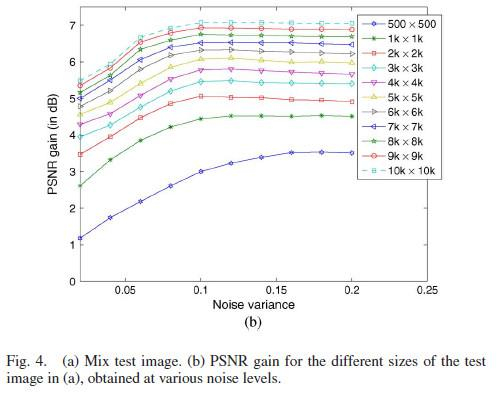 7
6
5
4
3
2
1
0
PSNR gain (in dB)
0.05
0.1
0.15
0.2
0.25
Noise variance
500 × 500
1k × 1k
2k × 2k
3k × 3k
4k × 4k
5k × 5k
6k × 6k
7k × 7k
8k × 8k
9k × 9k
10k × 10k
(b)
Fig. 4. (a) Mix test image. (b) PSNR gain for the different sizes of the test
image in (a), obtained at various noise levels.